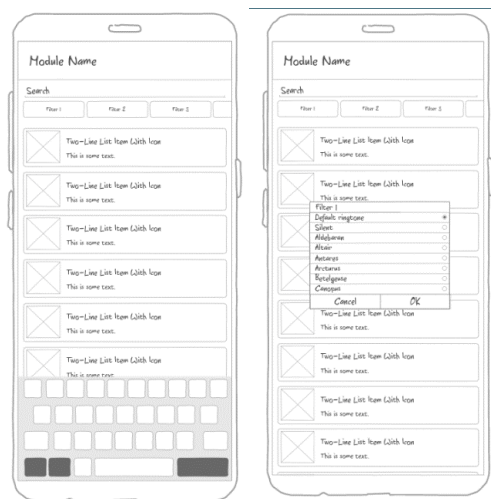 Module Name
Search
Filter 1
Filter 2
Filter 3
Two-Line List Item With Icon
This is some text.
Two-Line List Item With Icon
This is some text.
Two-Line List Item With Icon
This is some text.
Two-Line List Item With Icon
This is some text.
Two-Line List Item With Icon
This is some text.
Two-Line List Item With Icon
This is some text.
Module Name
Search
Filter 1
Filter 2
Filter 3
Two-Line List Item With Icon
This is some text.
Two-Line List Item With Icon
Filter 1
Default ringtone
Silent
Aldebaran
Altair
Antares
Arcturus
Betelgeuse
Canopus
Cancel
OK
Two-Line List Item With Icon
This is some text.
Two-Line List Item With Icon
This is some text.
Two-Line List Item With Icon
This is some text.
Two-Line List Item With Icon
This is some text.